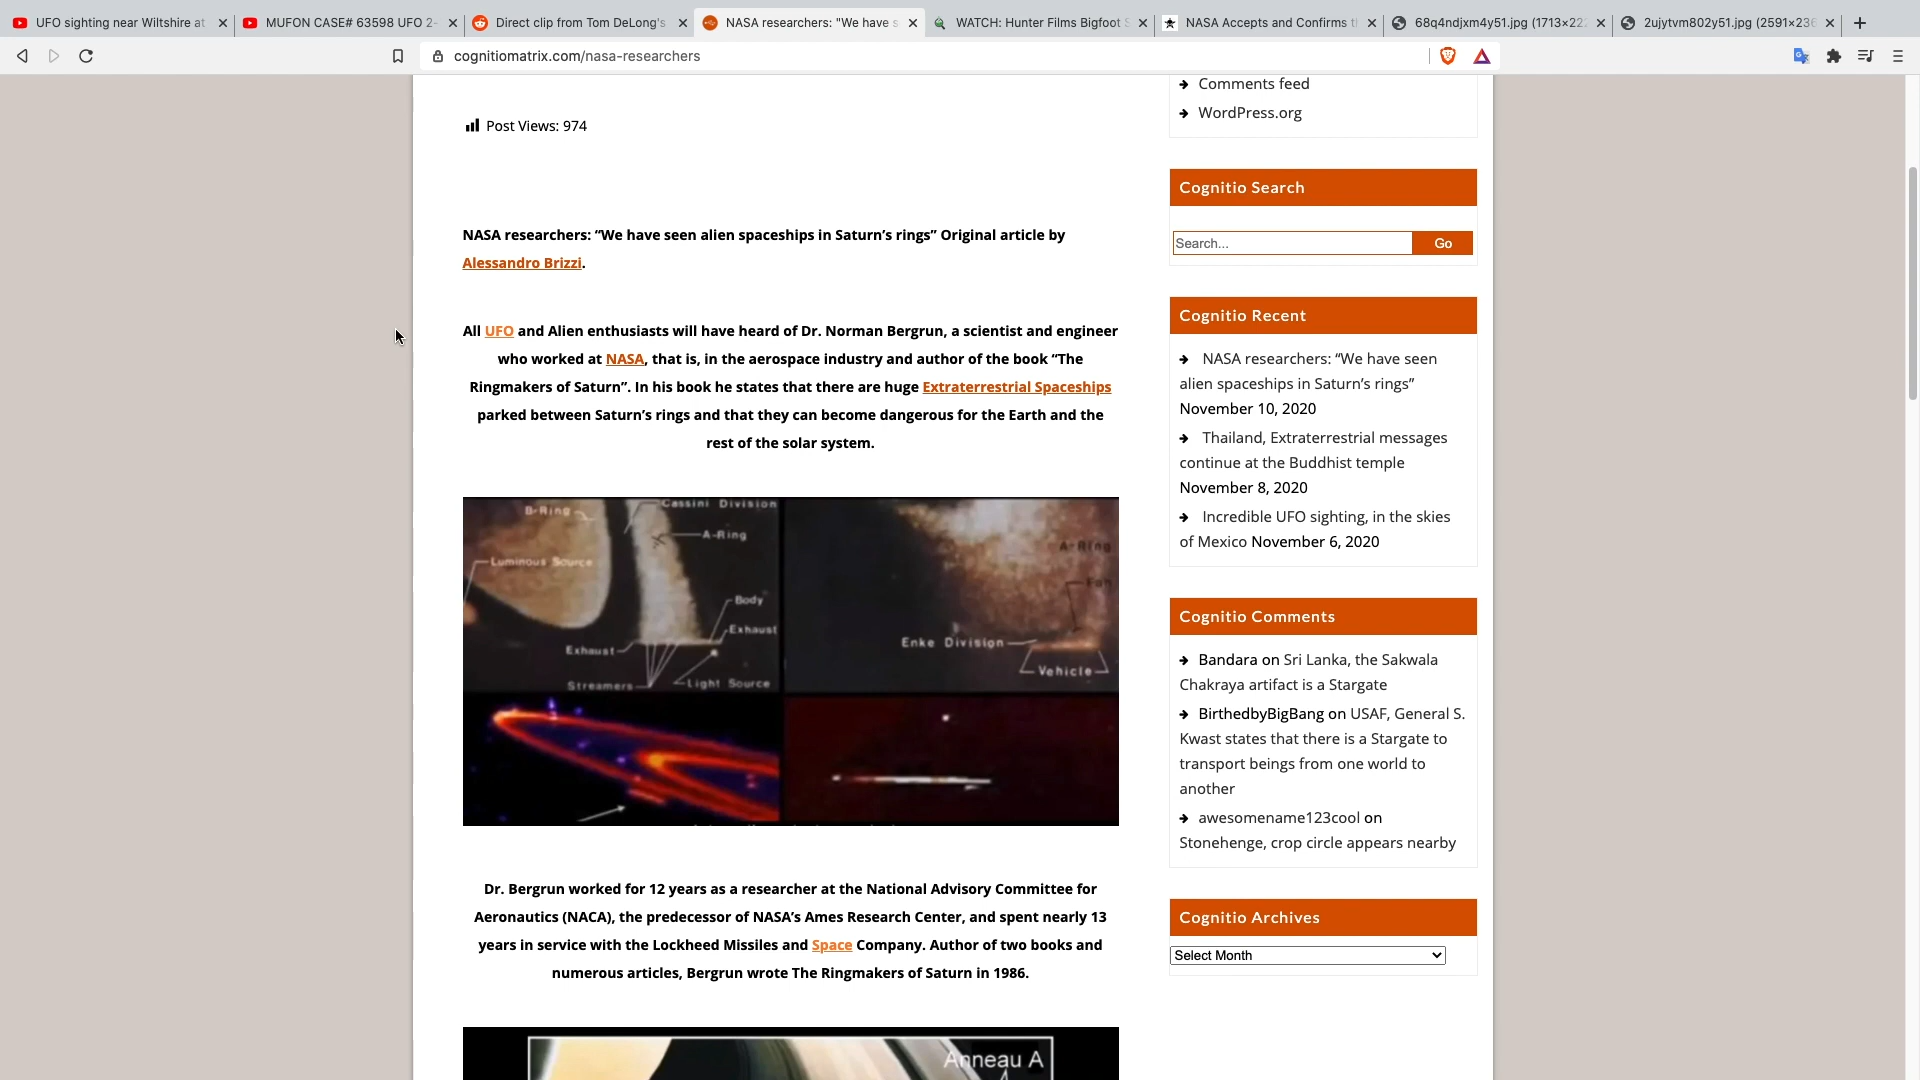 UFO sighting near Wiltshire at
MUFON CASE# 63598 UFO 2-
Direct clip from Tom DeLong's
NASA researchers: "We have s
WATCH: Hunter Films Bigfoot S
NASA Accepts and Confirms t
68q4ndjxm4y51.jpg (1713×22
2ujytvm802y51.jpg (2591×236
cognitiomatrix.com/nasa-researchers
Post Views: 974
NASA researchers: “We have seen alien spaceships in Saturn’s rings” Original article by
Alessandro Brizzi.
All UFO and Alien enthusiasts will have heard of Dr. Norman Bergrun, a scientist and engineer
who worked at NASA, that is, in the aerospace industry and author of the book “The
Ringmakers of Saturn”. In his book he states that there are huge Extraterrestrial Spaceships
parked between Saturn’s rings and that they can become dangerous for the Earth and the
rest of the solar system.
Cassini Division
B-Ring
A-Ring
Luminous Source
Body
Exhaust
Exhaust
Streamers
Light Source
A-Ring
Fan
Enke Division
Vehicle
Dr. Bergrun worked for 12 years as a researcher at the National Advisory Committee for
Aeronautics (NACA), the predecessor of NASA’s Ames Research Center, and spent nearly 13
years in service with the Lockheed Missiles and Space Company. Author of two books and
numerous articles, Bergrun wrote The Ringmakers of Saturn in 1986.
Anneau A
Comments feed
WordPress.org
Cognitio Search
Search...
Go
Cognitio Recent
NASA researchers: “We have seen
alien spaceships in Saturn’s rings”
November 10, 2020
Thailand, Extraterrestrial messages
continue at the Buddhist temple
November 8, 2020
Incredible UFO sighting, in the skies
of Mexico November 6, 2020
Cognitio Comments
Bandara on Sri Lanka, the Sakwala
Chakraya artifact is a Stargate
BirthedbyBigBang on USAF, General S.
Kwast states that there is a Stargate to
transport beings from one world to
another
awesomename123cool on
Stonehenge, crop circle appears nearby
Cognitio Archives
Select Month